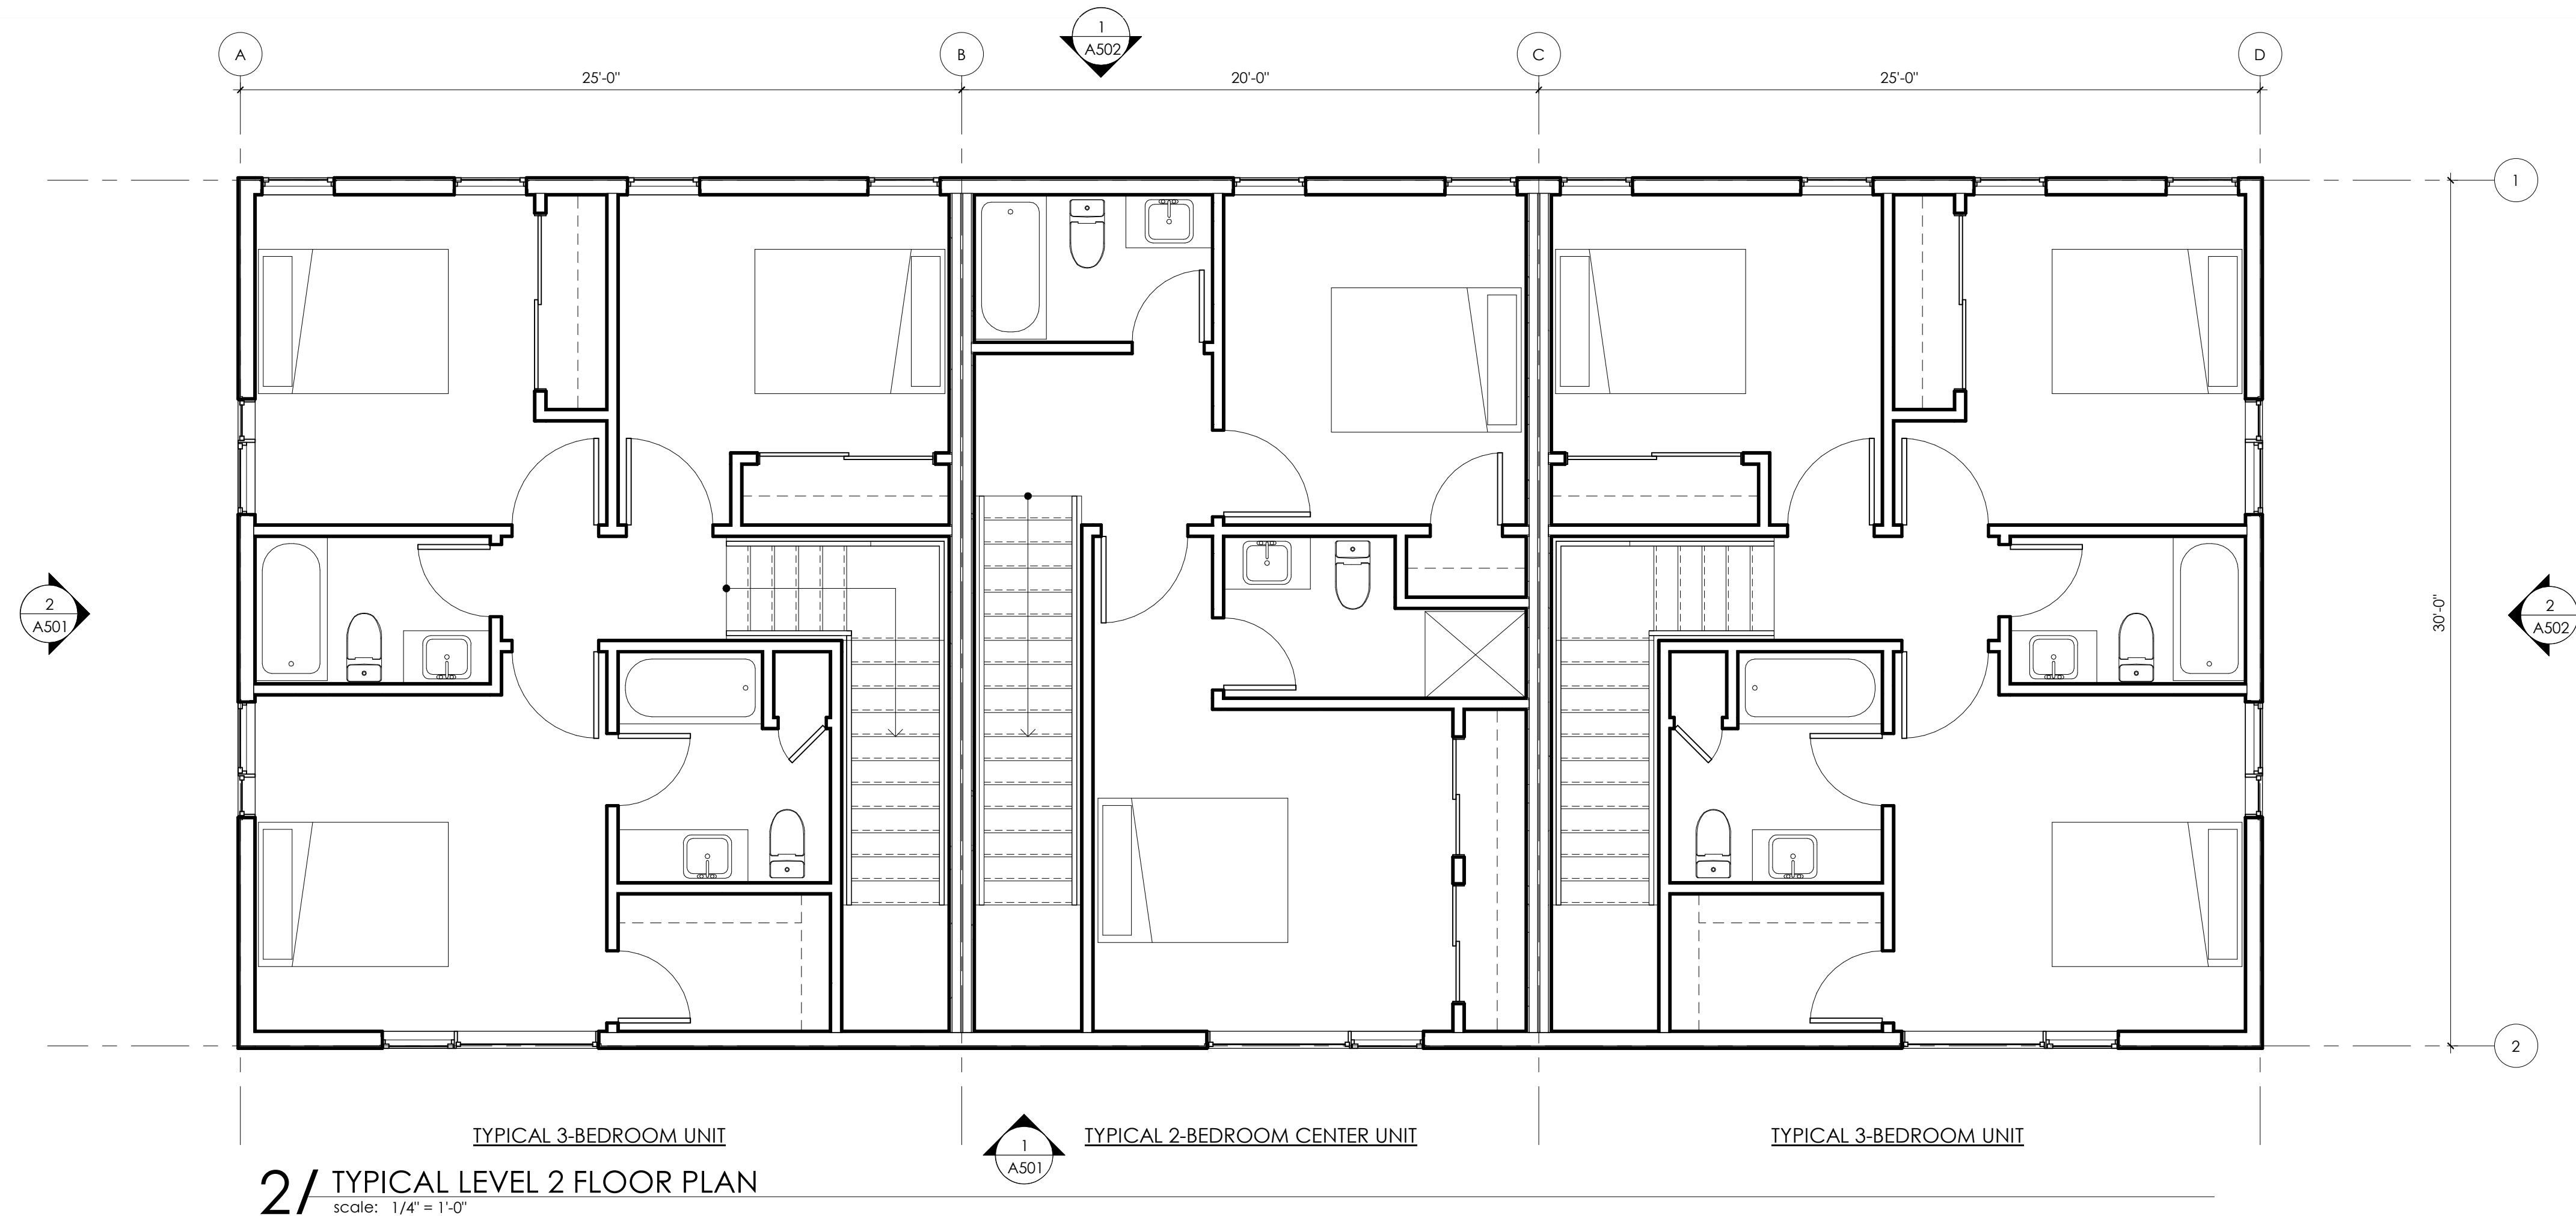 1
A502
A
B
C
D
25'-0"
20'-0"
25'-0"
1
2
A501
30'-0"
2
A502
2
TYPICAL 3-BEDROOM UNIT
TYPICAL 2-BEDROOM CENTER UNIT
TYPICAL 3-BEDROOM UNIT
1
A501
2/ TYPICAL LEVEL 2 FLOOR PLAN
scale: 1/4" = 1'-0"